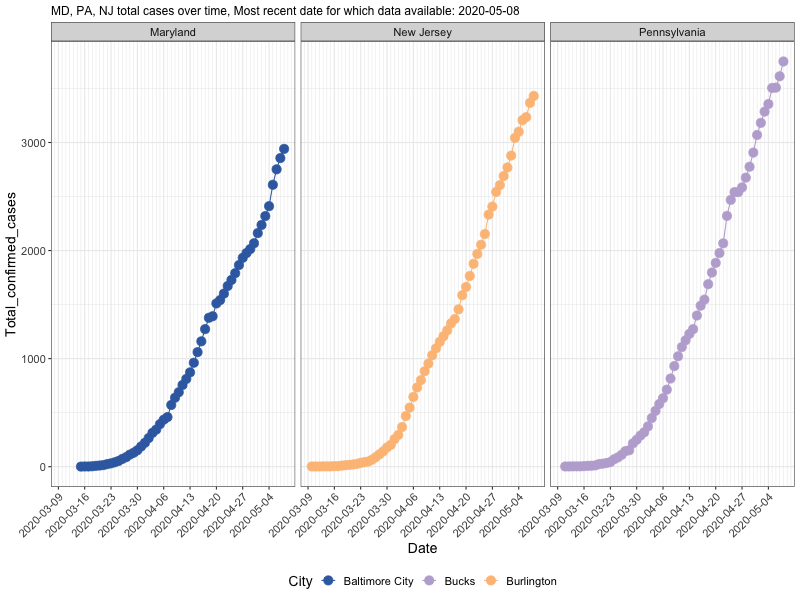 MD, PA, NJ total cases over time, Most recent date for which data available: 2020-05-08
Maryland
New Jersey
Pennsylvania
Total_confirmed_cases
3000
2000
1000
0
2020-03-09 2020-03-16 2020-03-23 2020-03-30 2020-04-06 2020-04-13 2020-04-20 2020-04-27 2020-05-04
2020-03-09 2020-03-16 2020-03-23 2020-03-30 2020-04-06 2020-04-13 2020-04-20 2020-04-27 2020-05-04
2020-03-09 2020-03-16 2020-03-23 2020-03-30 2020-04-06 2020-04-13 2020-04-20 2020-04-27 2020-05-04
Date
City Baltimore City Bucks Burlington